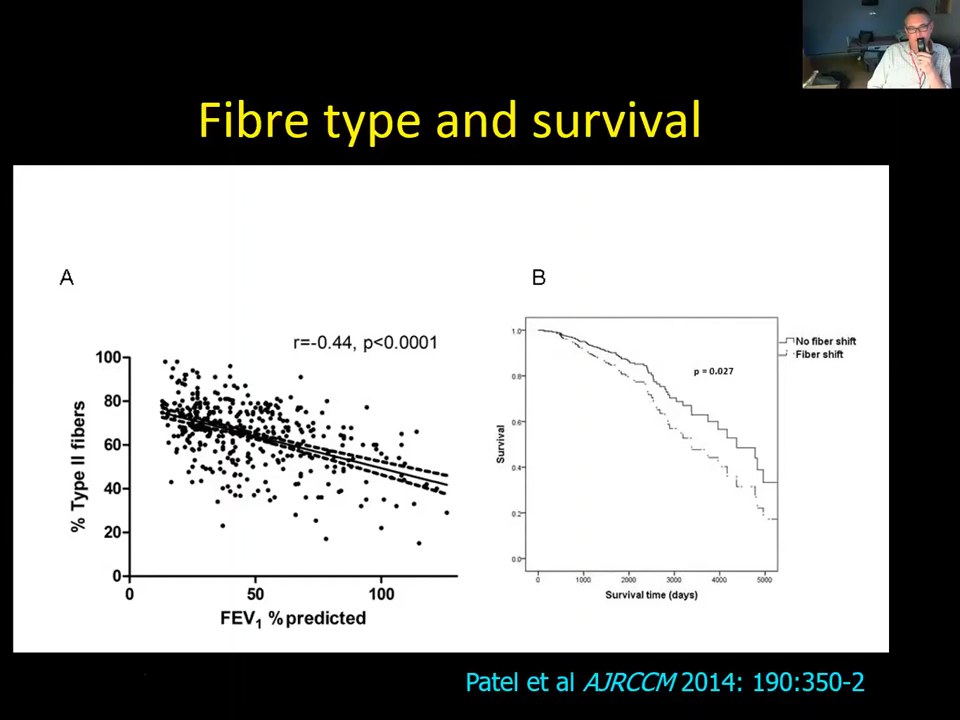 Fibre type and survival
A
r=-0.44, p<0.0001
100
80
60
40
20
0
% Type II fibers
0 50 100
FEV1 %predicted
B
1.0
0.8
0.6
0.4
0.2
0.0
Survival
p = 0.027
No fiber shift
Fiber shift
0 1000 2000 3000 4000 5000
Survival time (days)
Patel et al AJRCCM 2014: 190:350-2